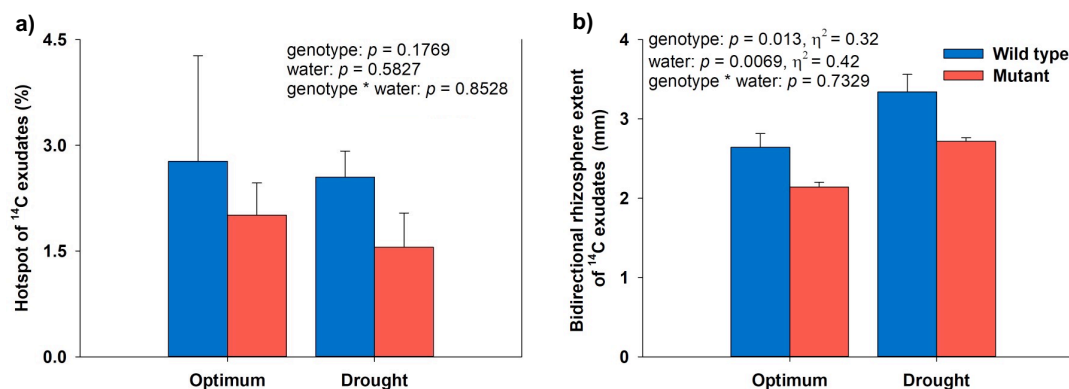 a)
4.5
3.0
1.5
0.0
Hotspot of ¹⁴C exudates (%)
genotype: p = 0.1769
water: p = 0.5827
genotype * water: p = 0.8528
Optimum
Drought
b)
4
3
2
1
0
Bidirectional rhizosphere extent
of ¹⁴C exudates (mm)
genotype: p = 0.013, η² = 0.32
water: p = 0.0069, η² = 0.42
genotype * water: p = 0.7329
Wild type
Mutant
Optimum
Drought